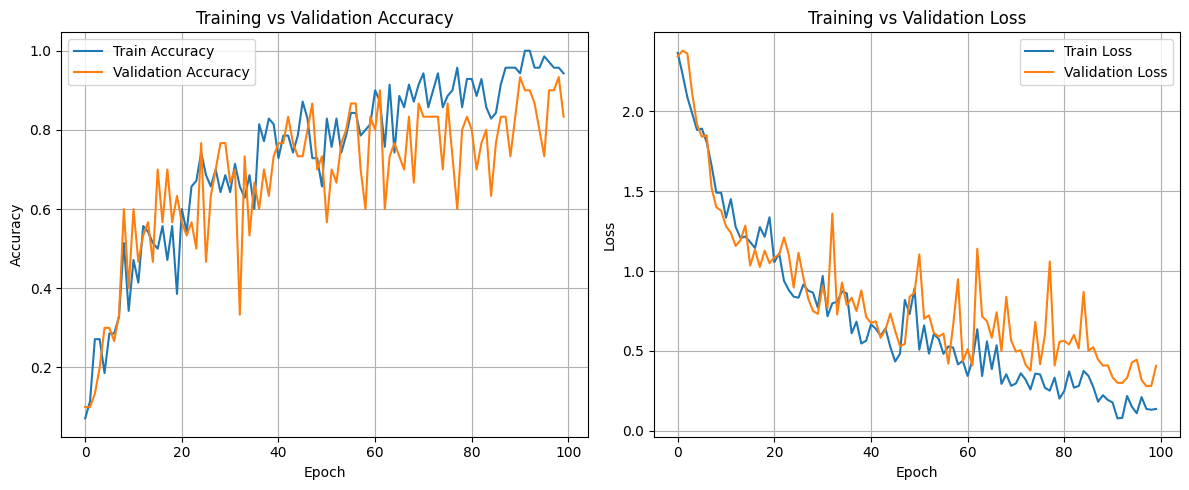 Training vs Validation Accuracy
Train Accuracy
Validation Accuracy
Accuracy
1.0
0.8
0.6
0.4
0.2
0 20 40 60 80 100
Epoch
Training vs Validation Loss
Train Loss
Validation Loss
Loss
2.0
1.5
1.0
0.5
0.0
0 20 40 60 80 100
Epoch